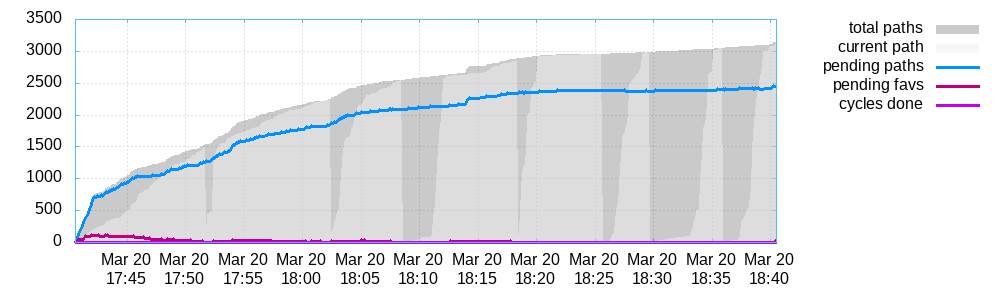 3500
3000
2500
2000
1500
1000
500
0
total paths
current path
pending paths
pending favs
cycles done
Mar 20 Mar 20 Mar 20 Mar 20 Mar 20 Mar 20 Mar 20 Mar 20 Mar 20 Mar 20 Mar 20 Mar 20
17:45 17:50 17:55 18:00 18:05 18:10 18:15 18:20 18:25 18:30 18:35 18:40